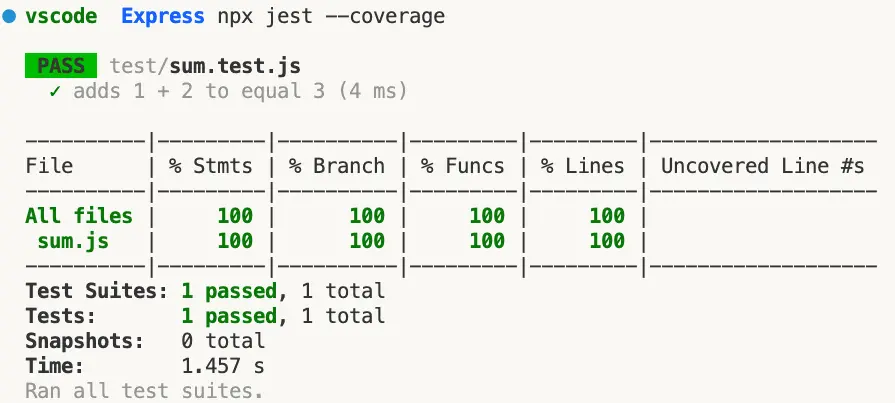 vscode Express npx jest --coverage
PASS test/sum.test.js
✓ adds 1 + 2 to equal 3 (4 ms)
----------|---------|----------|---------|---------|-------------------
File      | % Stmts | % Branch | % Funcs | % Lines | Uncovered Line #s
----------|---------|----------|---------|---------|-------------------
All files |     100 |      100 |     100 |     100 |
 sum.js   |     100 |      100 |     100 |     100 |
----------|---------|----------|---------|---------|-------------------
Test Suites: 1 passed, 1 total
Tests:       1 passed, 1 total
Snapshots:   0 total
Time:        1.457 s
Ran all test suites.